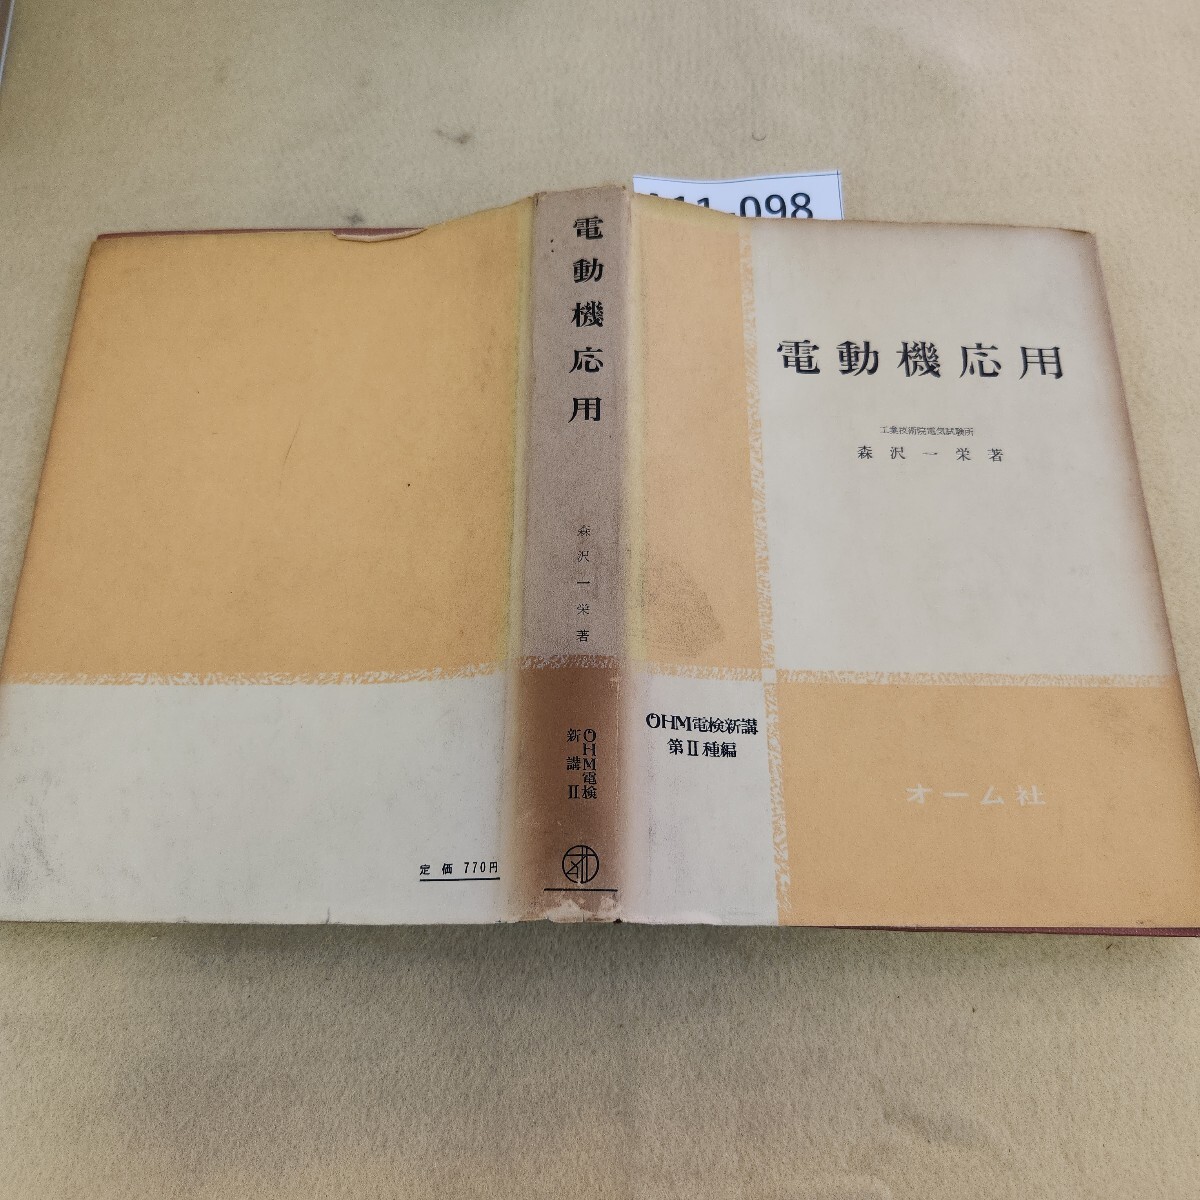 11-098
電動機応用
工業技術院電気試験所
森沢一栄著
OHM電検新講
第II種編
オーム社
電動機応用
森沢一栄著
OHM電検
新講II
定価 770円